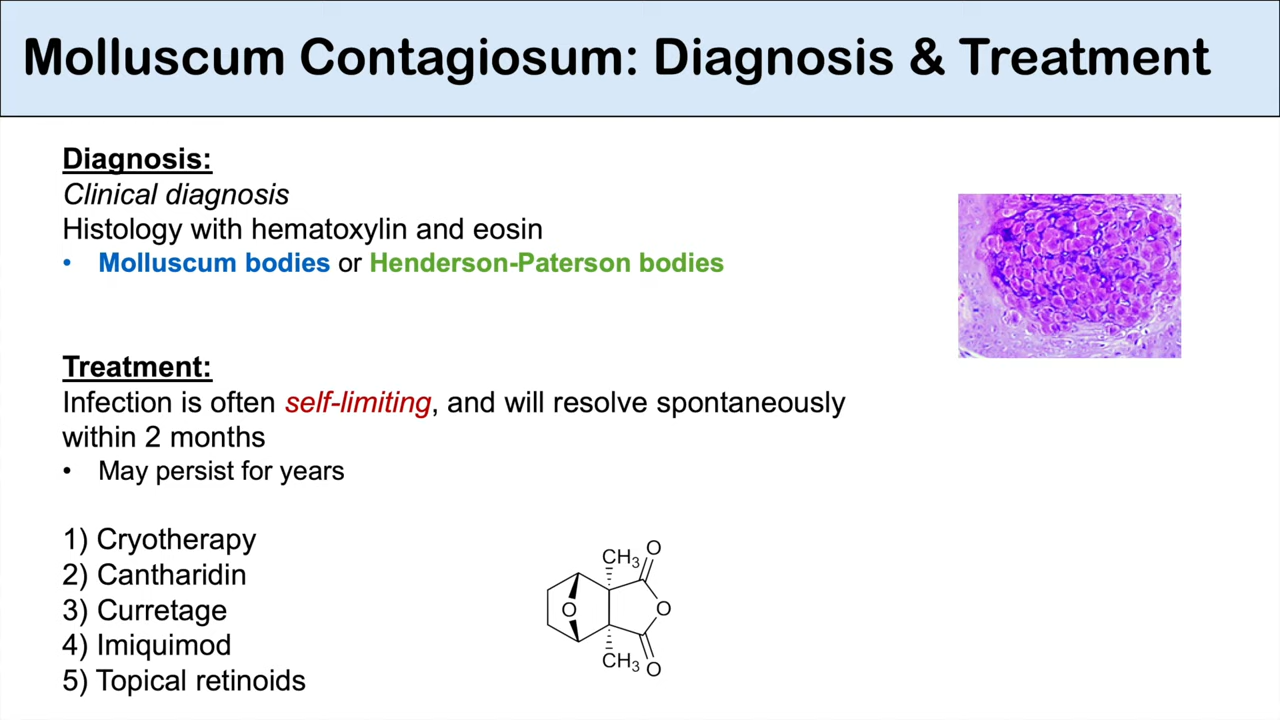 Molluscum Contagiosum: Diagnosis & Treatment
Diagnosis:
Clinical diagnosis
Histology with hematoxylin and eosin
• Molluscum bodies or Henderson-Paterson bodies
Treatment:
Infection is often self-limiting, and will resolve spontaneously
within 2 months
• May persist for years
1) Cryotherapy
2) Cantharidin
3) Curretage
4) Imiquimod
5) Topical retinoids
CH3
O
O
O
CH3
O